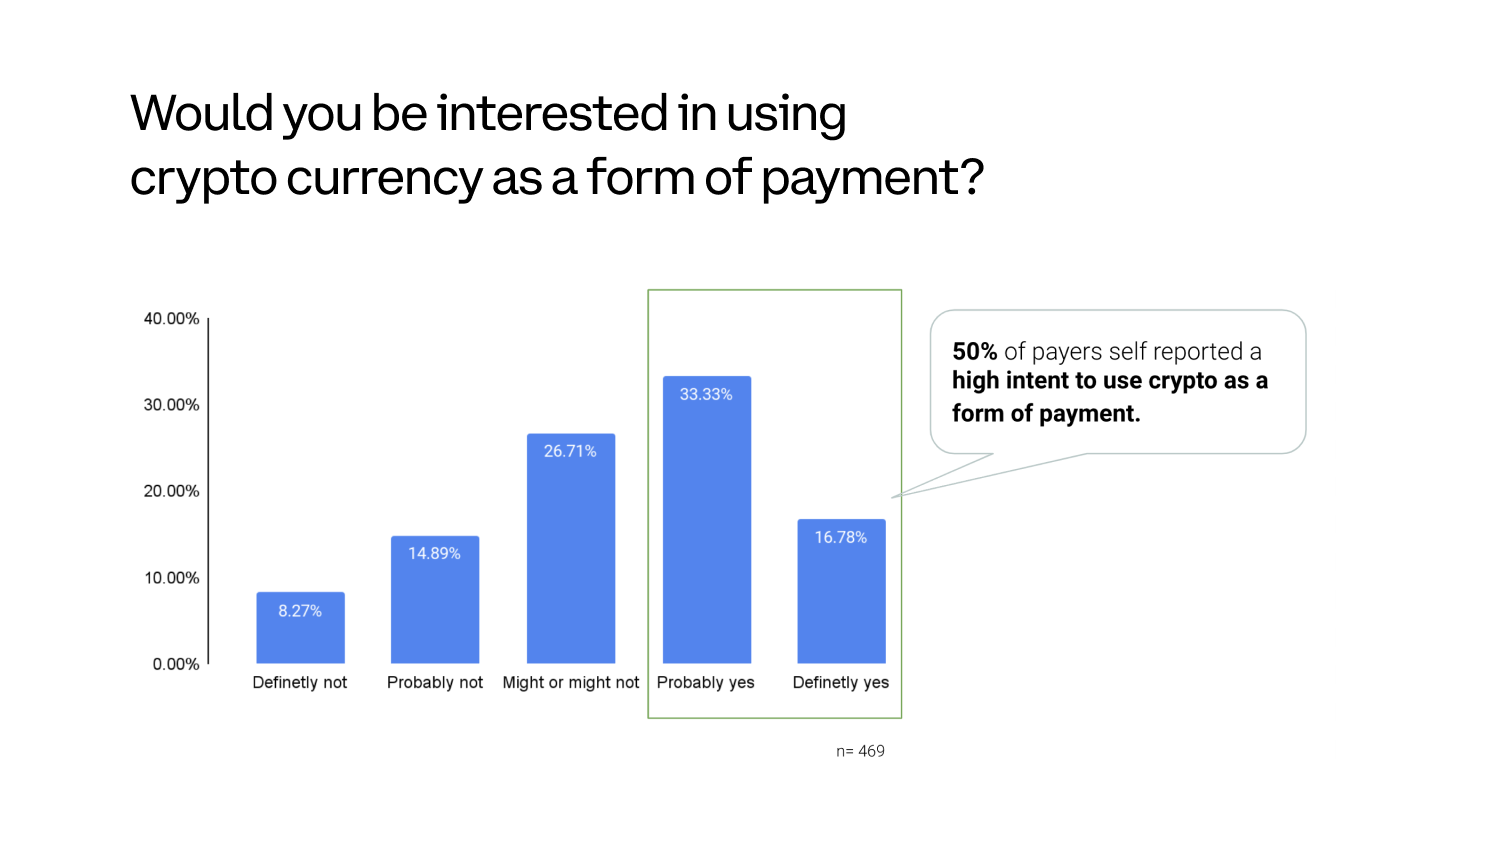 Would you be interested in using
crypto currency as a form of payment?
40.00%
30.00%
20.00%
10.00%
0.00%
8.27%
14.89%
26.71%
33.33%
16.78%
Definetly not
Probably not
Might or might not
Probably yes
Definetly yes
50% of payers self reported a
high intent to use crypto as a
form of payment.
n= 469